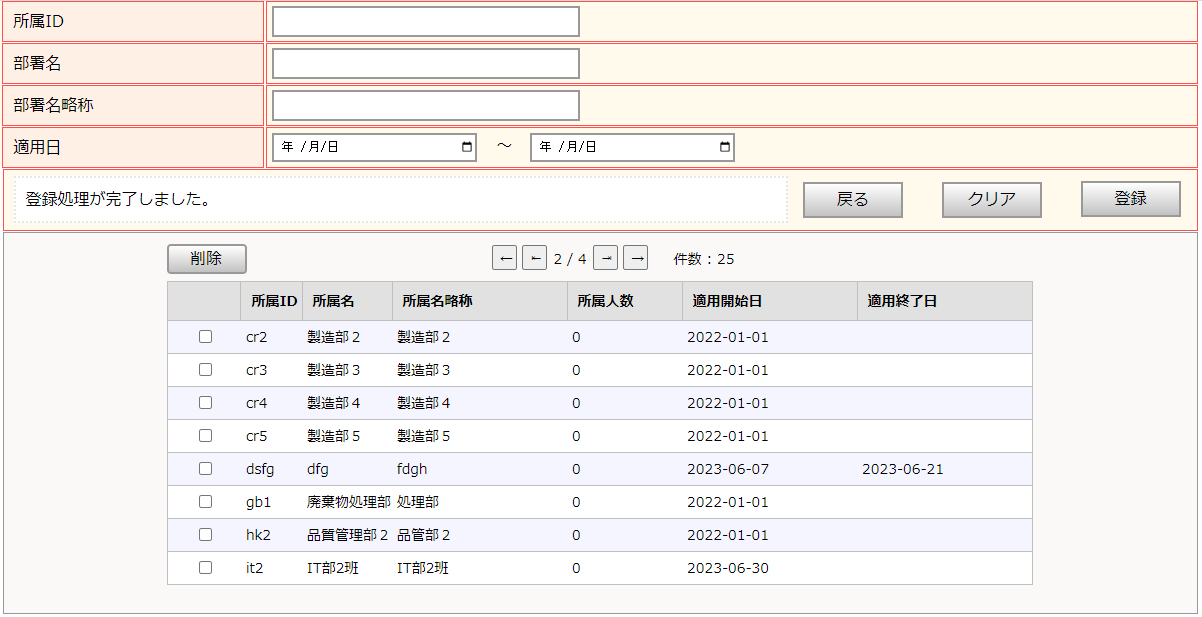 所属ID
部署名
部署名略称
適用日 年 /月/日 ～ 年 /月/日
登録処理が完了しました。 戻る クリア 登録
削除 ← ⇠ 2 / 4 ⇢ → 件数：25
所属ID 所属名 所属名略称 所属人数 適用開始日 適用終了日
cr2 製造部２ 製造部２ 0 2022-01-01
cr3 製造部３ 製造部３ 0 2022-01-01
cr4 製造部４ 製造部４ 0 2022-01-01
cr5 製造部５ 製造部５ 0 2022-01-01
dsfg dfg fdgh 0 2023-06-07 2023-06-21
gb1 廃棄物処理部 処理部 0 2022-01-01
hk2 品質管理部２ 品管部２ 0 2022-01-01
it2 IT部2班 IT部2班 0 2023-06-30